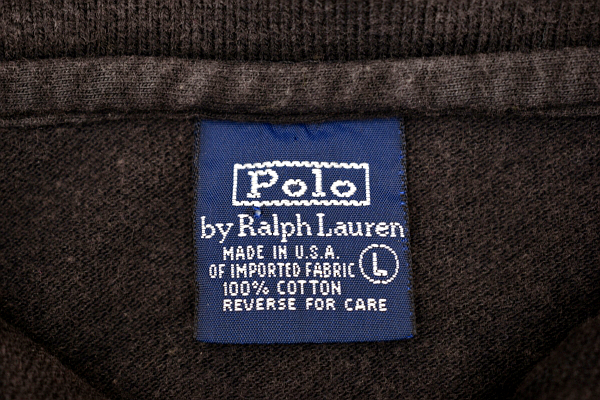 Polo
by Ralph Lauren
MADE IN U.S.A.
OF IMPORTED FABRIC L
100% COTTON
REVERSE FOR CARE